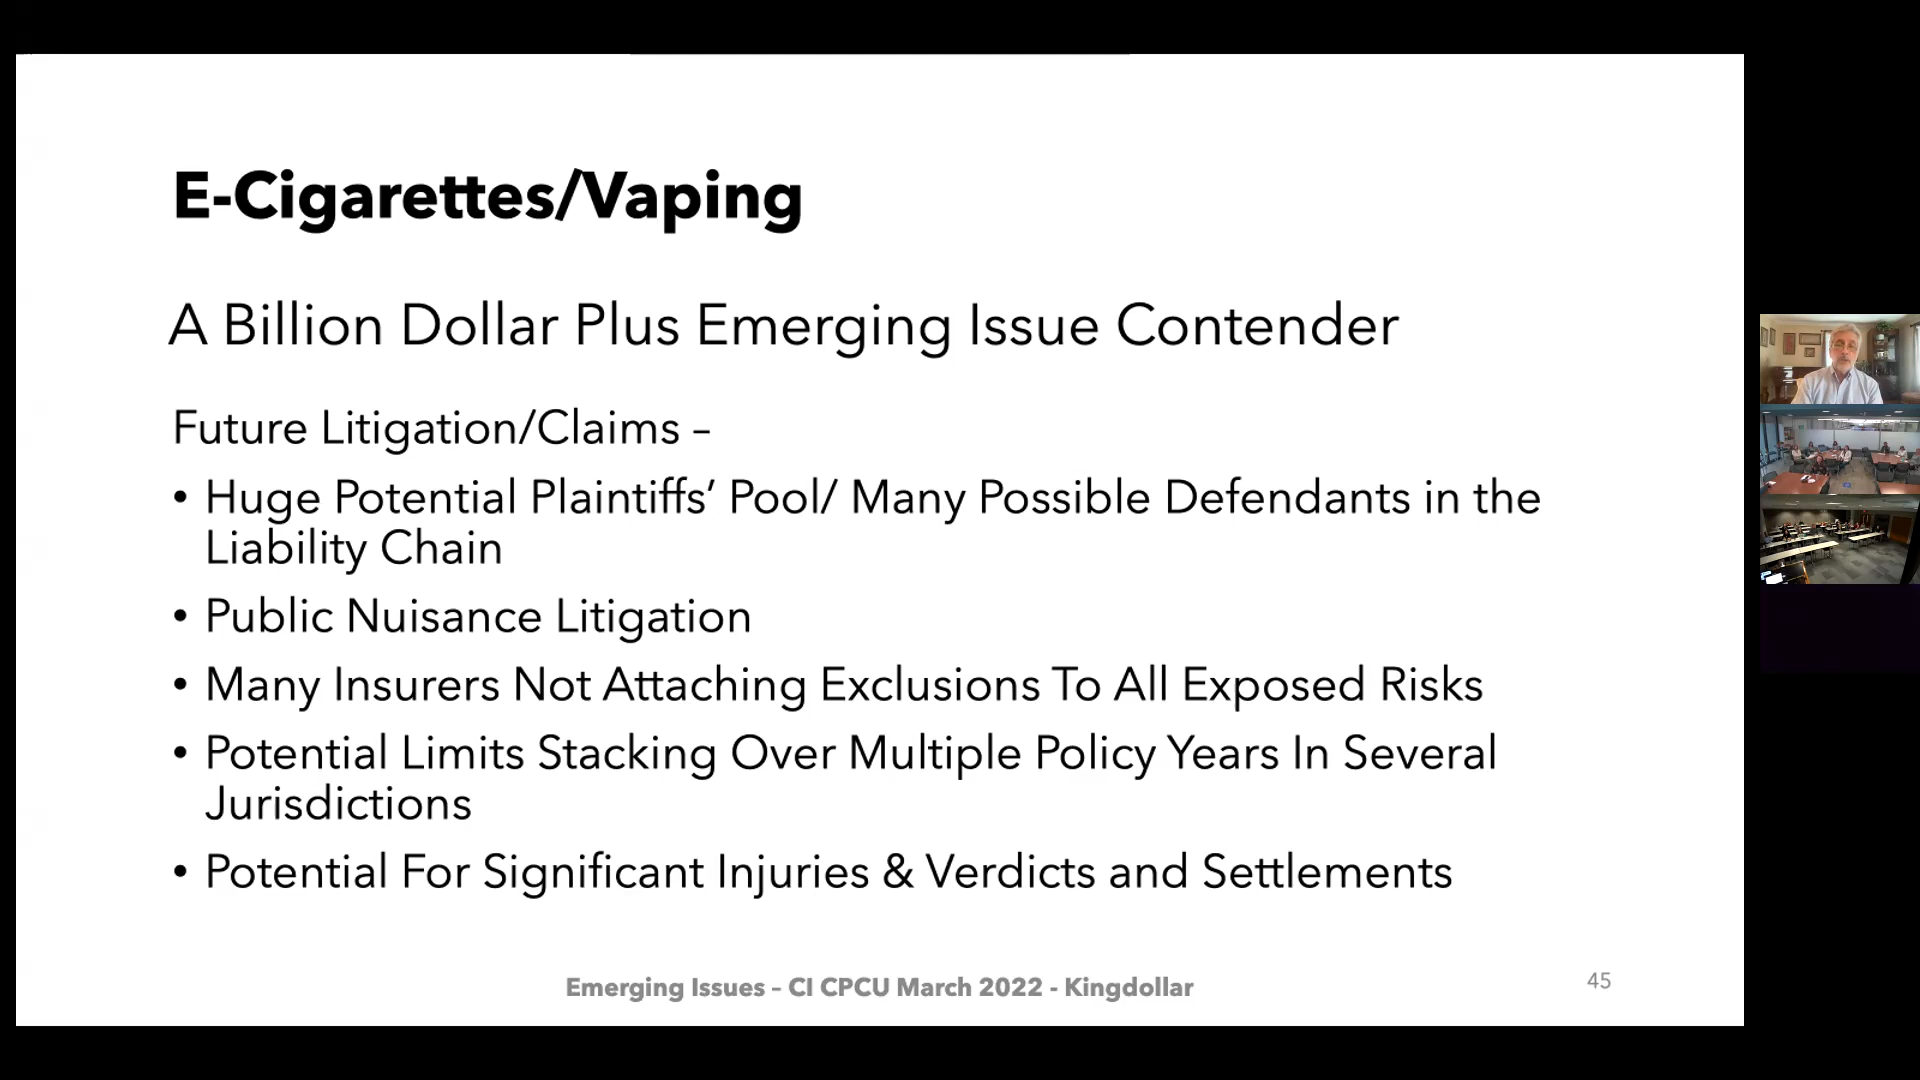 E-Cigarettes/Vaping
A Billion Dollar Plus Emerging Issue Contender
Future Litigation/Claims –
• Huge Potential Plaintiffs’ Pool/ Many Possible Defendants in the
Liability Chain
• Public Nuisance Litigation
• Many Insurers Not Attaching Exclusions To All Exposed Risks
• Potential Limits Stacking Over Multiple Policy Years In Several
Jurisdictions
• Potential For Significant Injuries & Verdicts and Settlements
Emerging Issues – CI CPCU March 2022 - Kingdollar
45